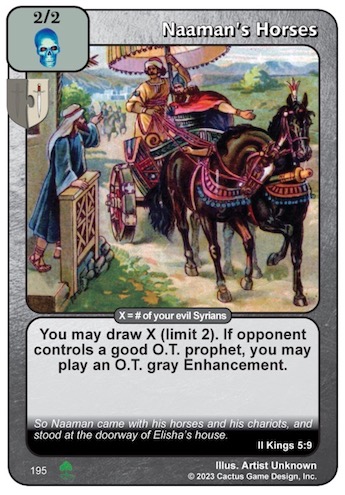 2/2
Naaman's Horses
X = # of your evil Syrians
You may draw X (limit 2). If opponent
controls a good O.T. prophet, you may
play an O.T. gray Enhancement.
So Naaman came with his horses and his chariots, and
stood at the doorway of Elisha's house.
II Kings 5:9
195
Illus. Artist Unknown
© 2023 Cactus Game Design, Inc.